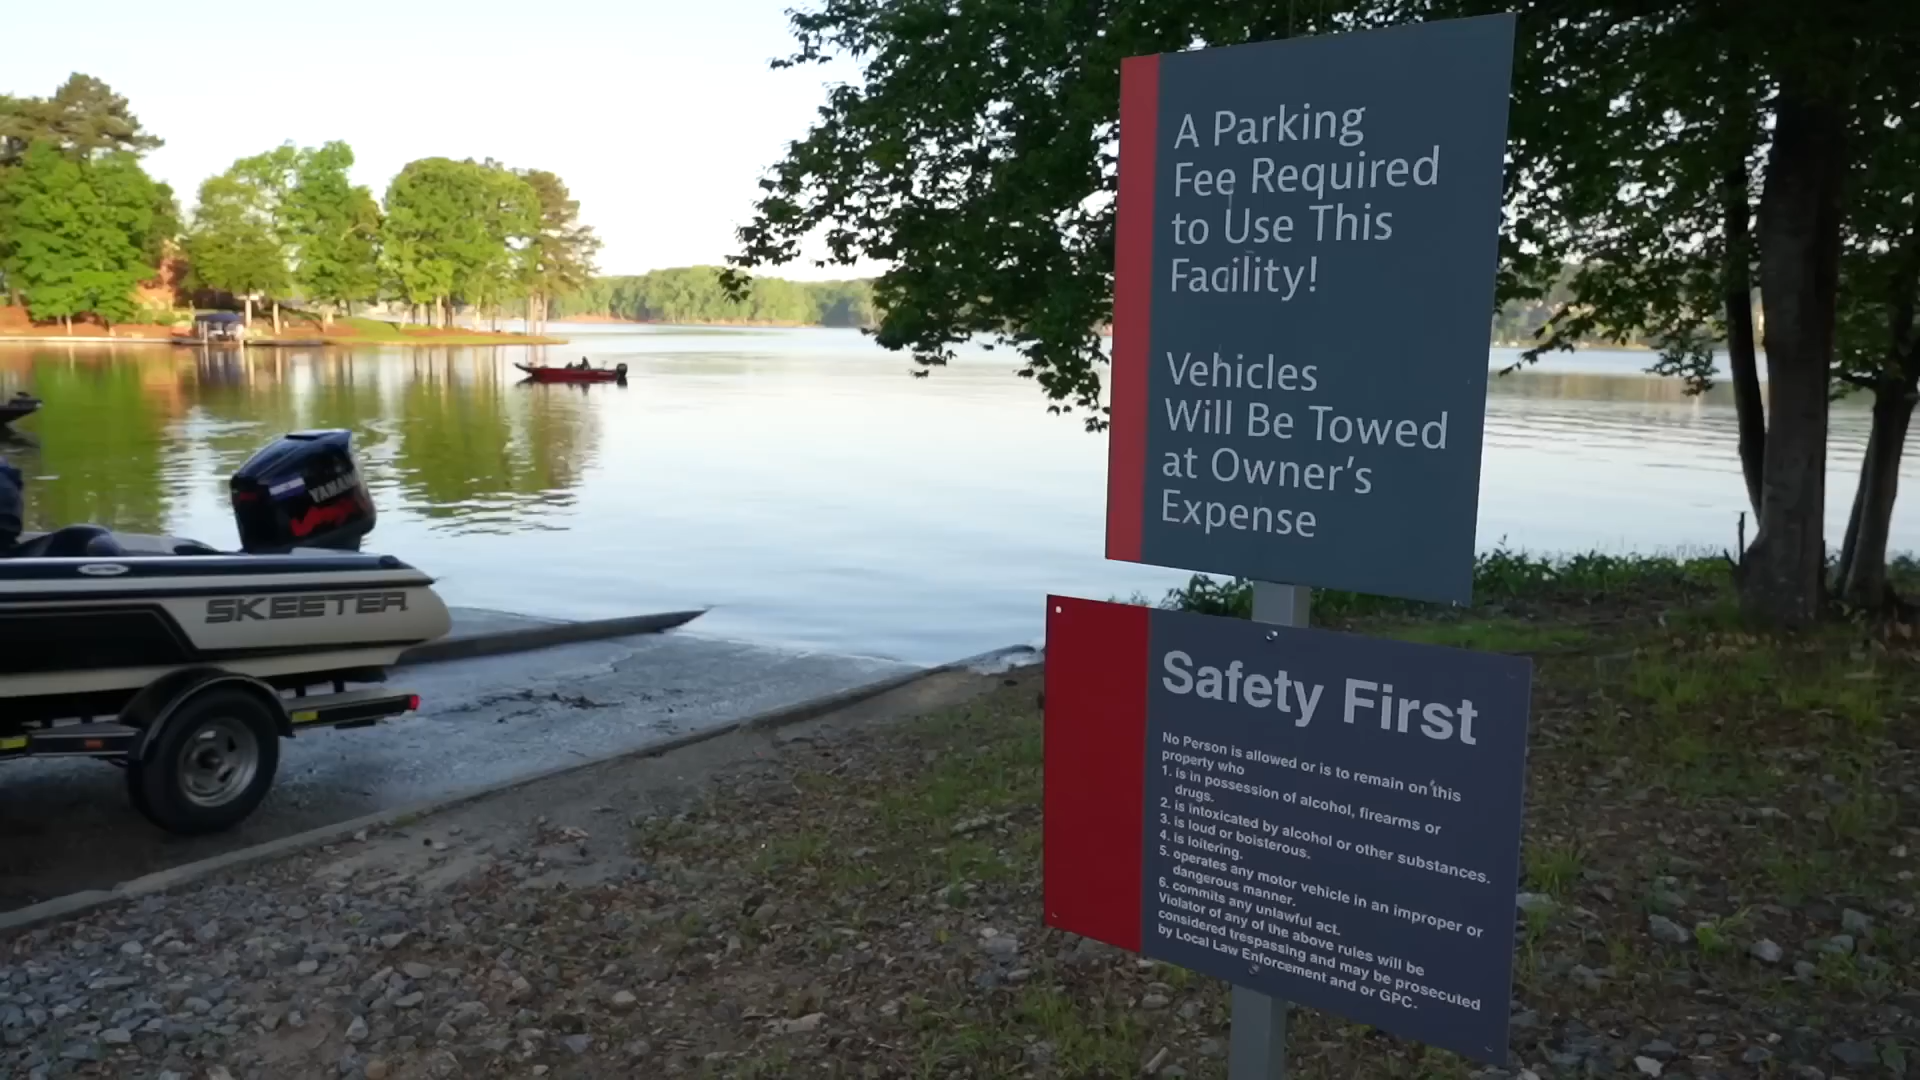 A Parking
Fee Required
to Use This
Facility!
Vehicles
Will Be Towed
at Owner's
Expense
Safety First
No Person is allowed or is to remain on this
property who
1. is in possession of alcohol, firearms or
drugs.
2. is intoxicated by alcohol or other substances.
3. is loud or boisterous.
4. is loitering.
5. operates any motor vehicle in an improper or
dangerous manner.
6. commits any unlawful act.
Violator of any of the above rules will be
considered trespassing and may be prosecuted
by Local Law Enforcement and or GPC.
YAMAHA
SKEETER